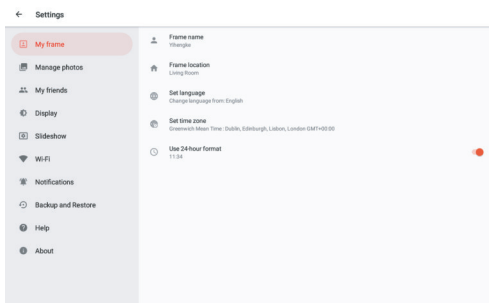 Settings
My frame
Manage photos
My friends
Display
Slideshow
Wi-Fi
Notifications
Backup and Restore
Help
About
Frame name
Yihangke
Frame location
Living Room
Set language
Change language from: English
Set time zone
Greenwich Mean Time : Dublin, Edinburgh, Lisbon, London GMT+00:00
Use 24-hour format
11:34